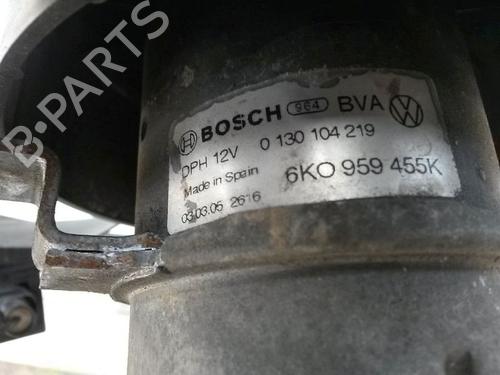 B-PARTS
BOSCH 964 BVA
DPH 12V 0 130 104 219
Made in Spain 6K0 959 455K
03.03.05 2616